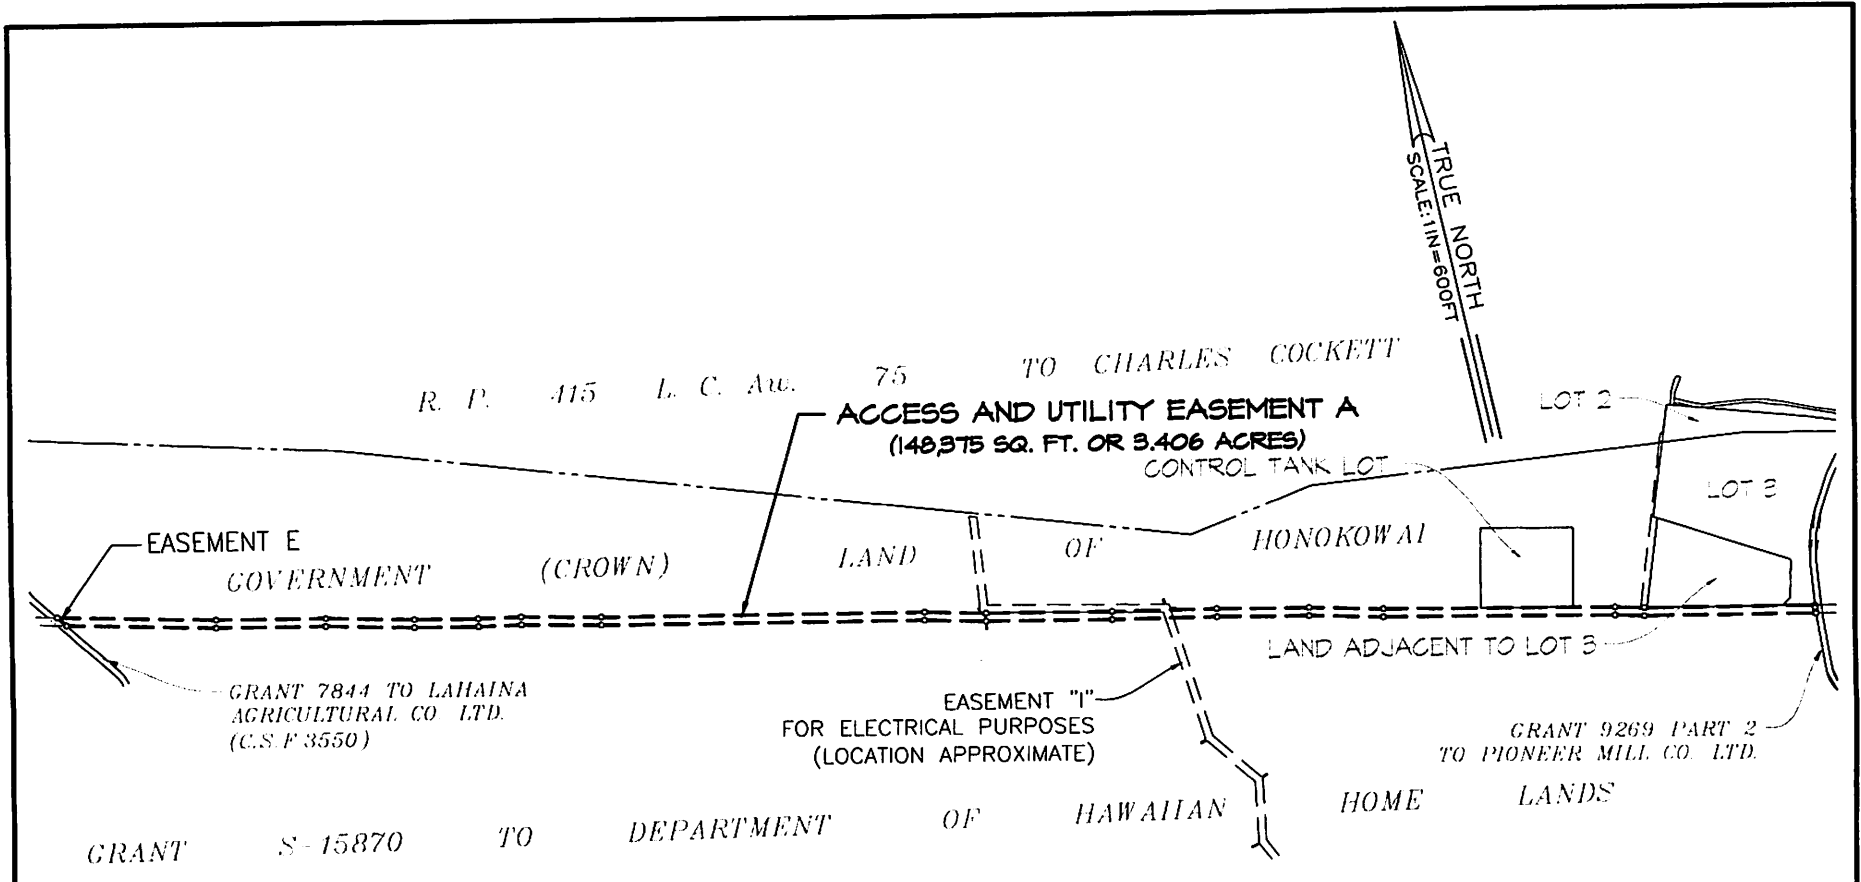 TRUE NORTH
SCALE:1IN=600FT
R. P. 415 L. C. Aw. 75 TO CHARLES COCKETT
ACCESS AND UTILITY EASEMENT A
(148,375 SQ. FT. OR 3.406 ACRES)
LOT 2
CONTROL TANK LOT
LOT 3
EASEMENT E
GOVERNMENT (CROWN) LAND OF HONOKOWAI
LAND ADJACENT TO LOT 3
GRANT 7844 TO LAHAINA
AGRICULTURAL CO LTD.
(C.S.F 3550)
EASEMENT "1"
FOR ELECTRICAL PURPOSES
(LOCATION APPROXIMATE)
GRANT 9269 PART 2
TO PIONEER MILL CO. LTD.
GRANT S-15870 TO DEPARTMENT OF HAWAIIAN HOME LANDS